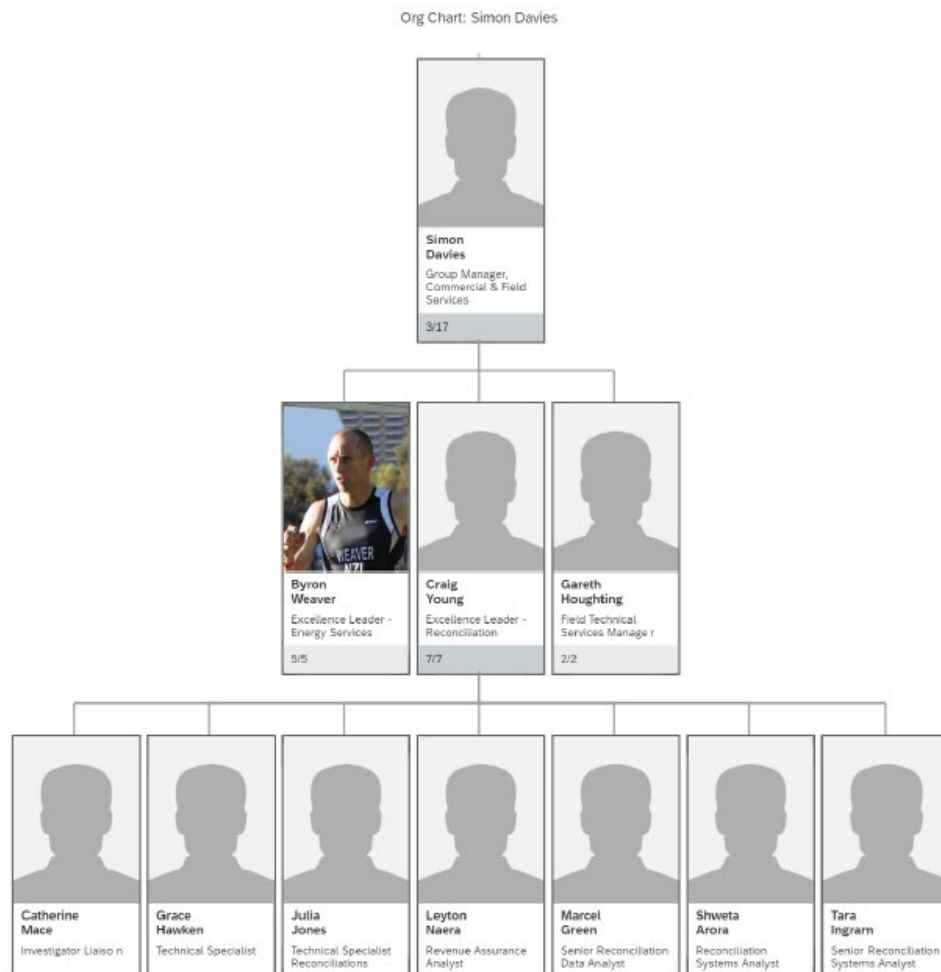 Org Chart: Simon Davies
Simon
Davies
Group Manager,
Commercial & Field
Services
3/17
WEAVER
NZL
Byron
Weaver
Excellence Leader -
Energy Services
5/5
Craig
Young
Excellence Leader -
Reconciliation
7/7
Gareth
Houghting
Field Technical
Services Manage r
2/2
Catherine
Mace
Investigator Liaiso n
Grace
Hawken
Technical Specialist
Julia
Jones
Technical Specialist
Reconciliations
Leyton
Naera
Revenue Assurance
Analyst
Marcel
Green
Senior Reconciliation
Data Analyst
Shweta
Arora
Reconciliation
Systems Analyst
Tara
Ingram
Senior Reconciliation
Systems Analyst